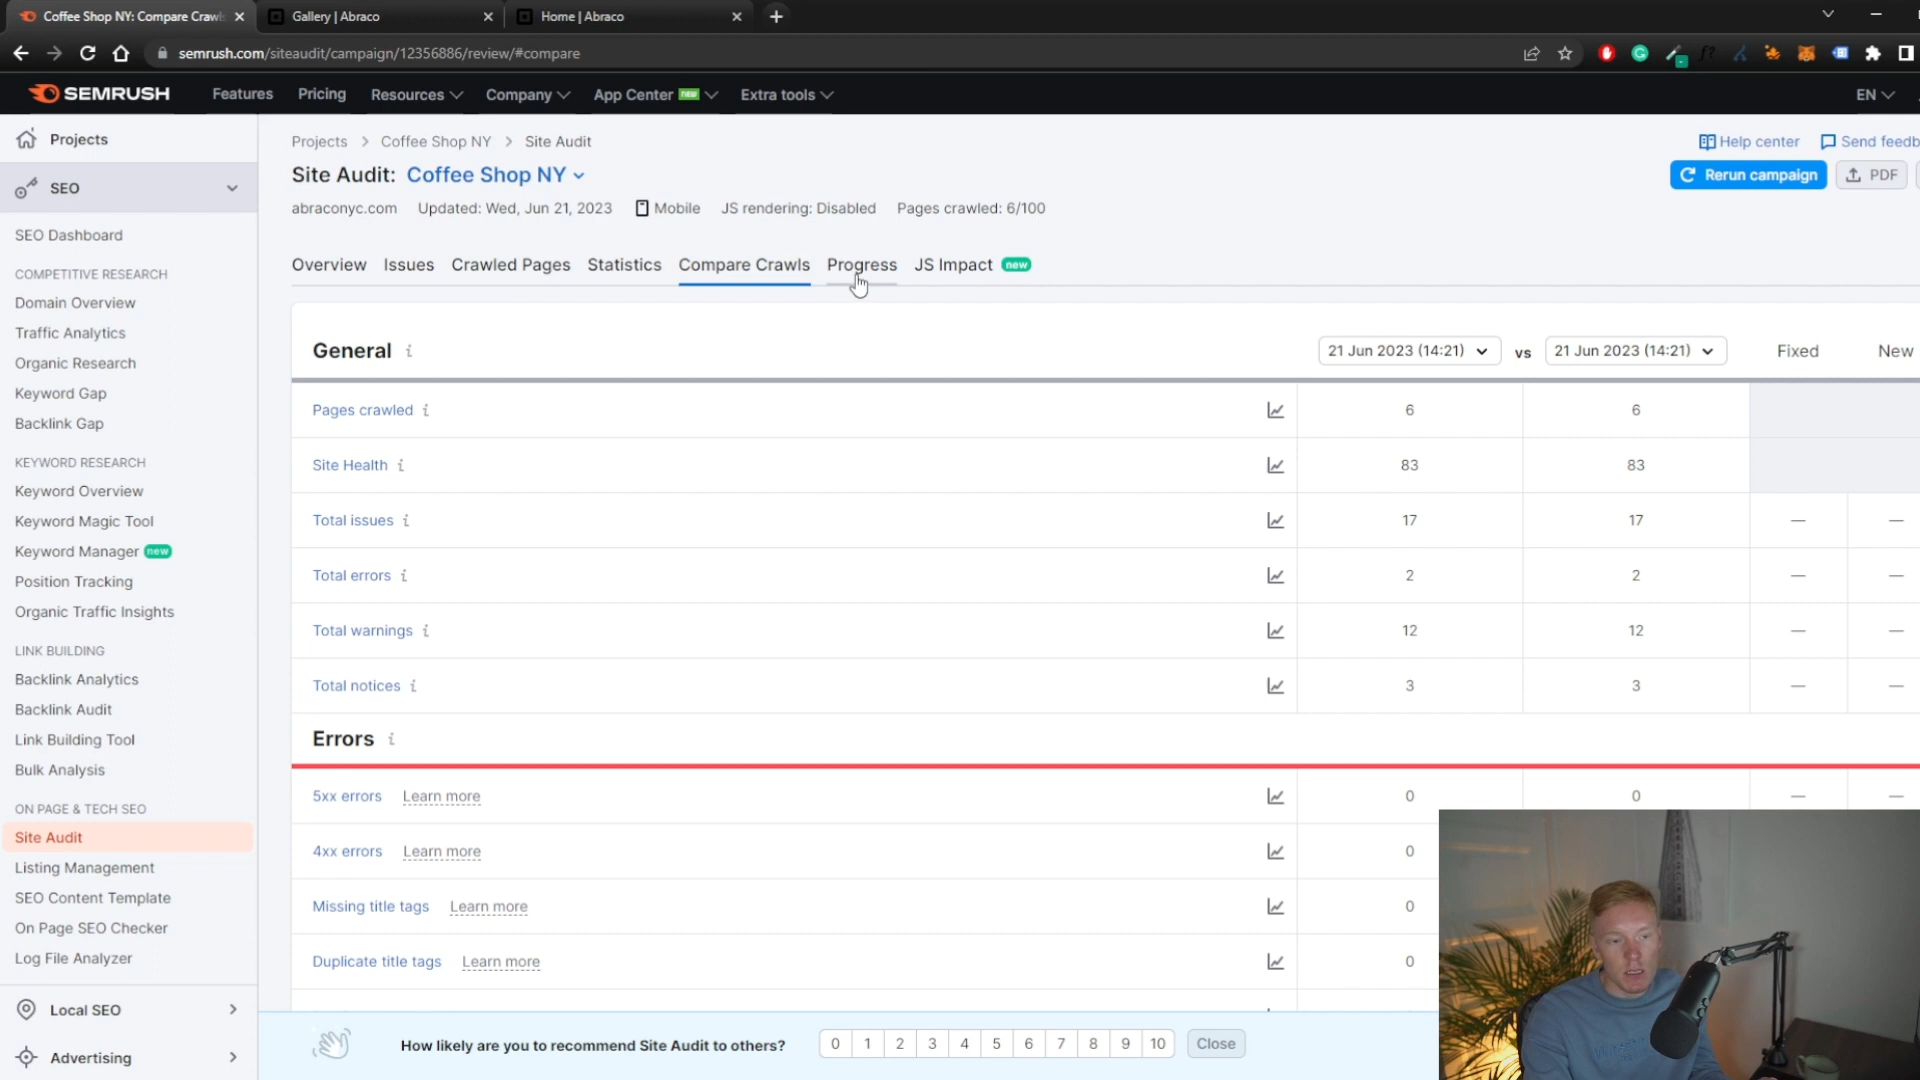 Coffee Shop NY: Compare Crawl
Gallery | Abraco
Home | Abraco
semrush.com/siteaudit/campaign/12356886/review/#compare
SEMRUSH
Features
Pricing
Resources
Company
App Center new
Extra tools
EN
Projects
SEO
SEO Dashboard
COMPETITIVE RESEARCH
Domain Overview
Traffic Analytics
Organic Research
Keyword Gap
Backlink Gap
KEYWORD RESEARCH
Keyword Overview
Keyword Magic Tool
Keyword Manager new
Position Tracking
Organic Traffic Insights
LINK BUILDING
Backlink Analytics
Backlink Audit
Link Building Tool
Bulk Analysis
ON PAGE & TECH SEO
Site Audit
Listing Management
SEO Content Template
On Page SEO Checker
Log File Analyzer
Local SEO
Advertising
Projects > Coffee Shop NY > Site Audit
Help center
Send feedb
Site Audit: Coffee Shop NY
Rerun campaign
PDF
abraconyc.com Updated: Wed, Jun 21, 2023 Mobile JS rendering: Disabled Pages crawled: 6/100
Overview Issues Crawled Pages Statistics Compare Crawls Progress JS Impact new
General i 21 Jun 2023 (14:21) vs 21 Jun 2023 (14:21) Fixed New
Pages crawled i 6 6
Site Health i 83 83
Total issues i 17 17 — —
Total errors i 2 2 — —
Total warnings i 12 12 — —
Total notices i 3 3 — —
Errors i
5xx errors Learn more 0 0 — —
4xx errors Learn more 0
Missing title tags Learn more 0
Duplicate title tags Learn more 0
How likely are you to recommend Site Audit to others? 0 1 2 3 4 5 6 7 8 9 10 Close